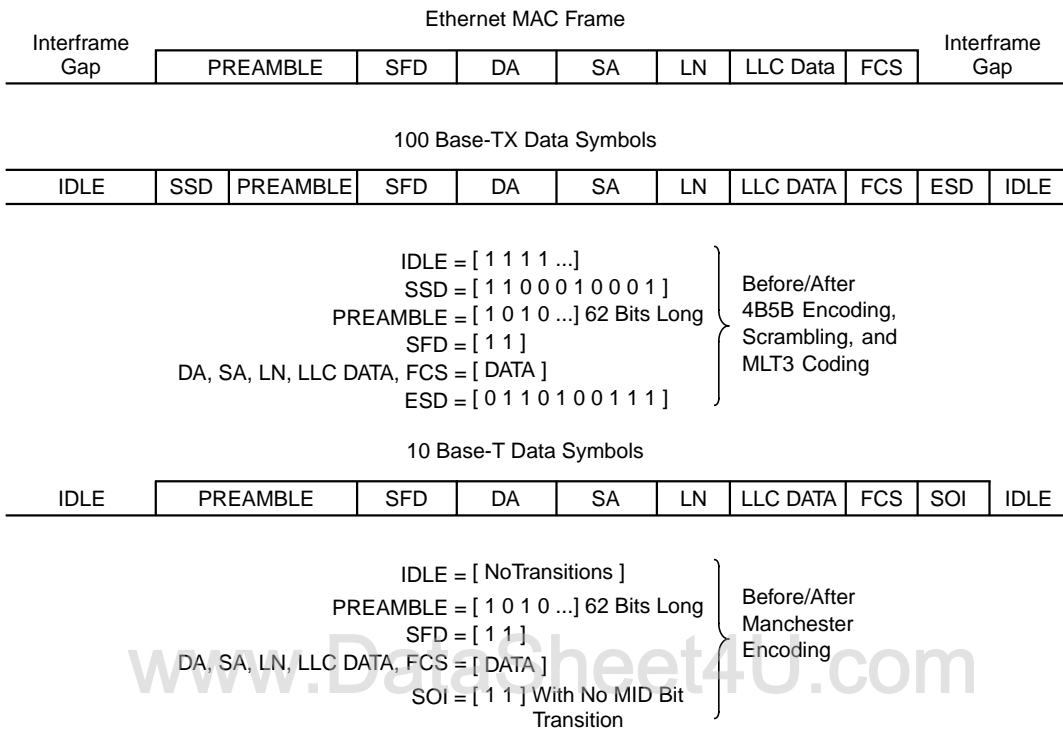 Ethernet MAC Frame
Interframe Gap PREAMBLE SFD DA SA LN LLC Data FCS Interframe Gap
100 Base-TX Data Symbols
IDLE SSD PREAMBLE SFD DA SA LN LLC DATA FCS ESD IDLE
IDLE = [ 1 1 1 1 ...]
SSD = [ 1 1 0 0 0 1 0 0 0 1 ]
PREAMBLE = [ 1 0 1 0 ...] 62 Bits Long
SFD = [ 1 1 ]
DA, SA, LN, LLC DATA, FCS = [ DATA ]
ESD = [ 0 1 1 0 1 0 0 1 1 1 ]
Before/After
4B5B Encoding,
Scrambling, and
MLT3 Coding
10 Base-T Data Symbols
IDLE PREAMBLE SFD DA SA LN LLC DATA FCS SOI IDLE
IDLE = [ NoTransitions ]
PREAMBLE = [ 1 0 1 0 ...] 62 Bits Long
SFD = [ 1 1 ]
DA, SA, LN, LLC DATA, FCS = [ DATA ]
SOI = [ 1 1 ] With No MID Bit
Transition
Before/After
Manchester
Encoding
www.DataSheet4U.com